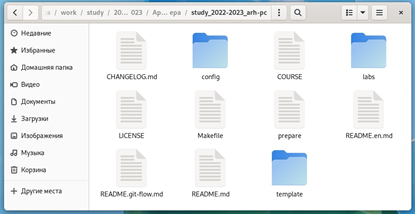 / work / study / 20... 023 / Ap... ера / study_2022-2023_arh-pc
Недавние
Избранные
Домашняя папка
Видео
Документы
Загрузки
Изображения
Музыка
Корзина
+ Другие места
CHANGELOG.md config COURSE labs
LICENSE Makefile prepare README.en.md
README.git-flow.md README.md template